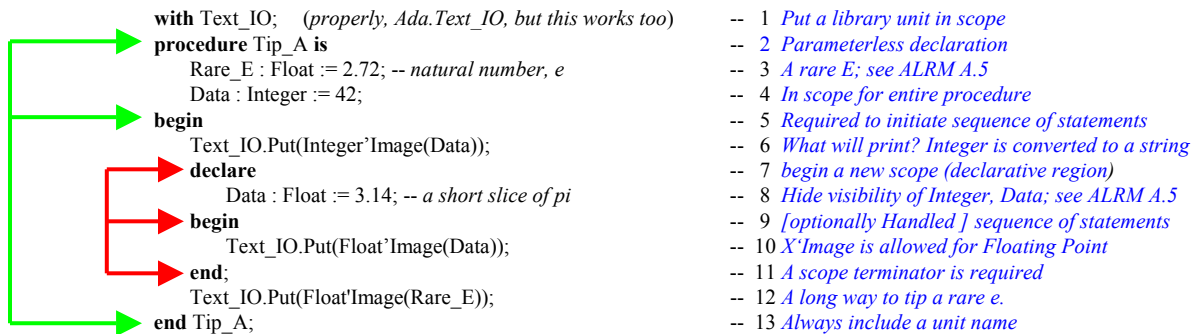 with Text_IO;    (properly, Ada.Text_IO, but this works too)    --  1  Put a library unit in scope
procedure Tip_A is    --  2  Parameterless declaration
Rare_E : Float := 2.72; -- natural number, e    --  3  A rare E; see ALRM A.5
Data : Integer := 42;    --  4  In scope for entire procedure
begin    --  5  Required to initiate sequence of statements
Text_IO.Put(Integer’Image(Data));    --  6  What will print? Integer is converted to a string
declare    --  7  begin a new scope (declarative region)
Data : Float := 3.14; -- a short slice of pi    --  8  Hide visibility of Integer, Data; see ALRM A.5
begin    --  9  [optionally Handled ] sequence of statements
Text_IO.Put(Float’Image(Data));    --  10 X‘Image is allowed for Floating Point
end;    --  11 A scope terminator is required
Text_IO.Put(Float'Image(Rare_E));    --  12 A long way to tip a rare e.
end Tip_A;    --  13 Always include a unit name